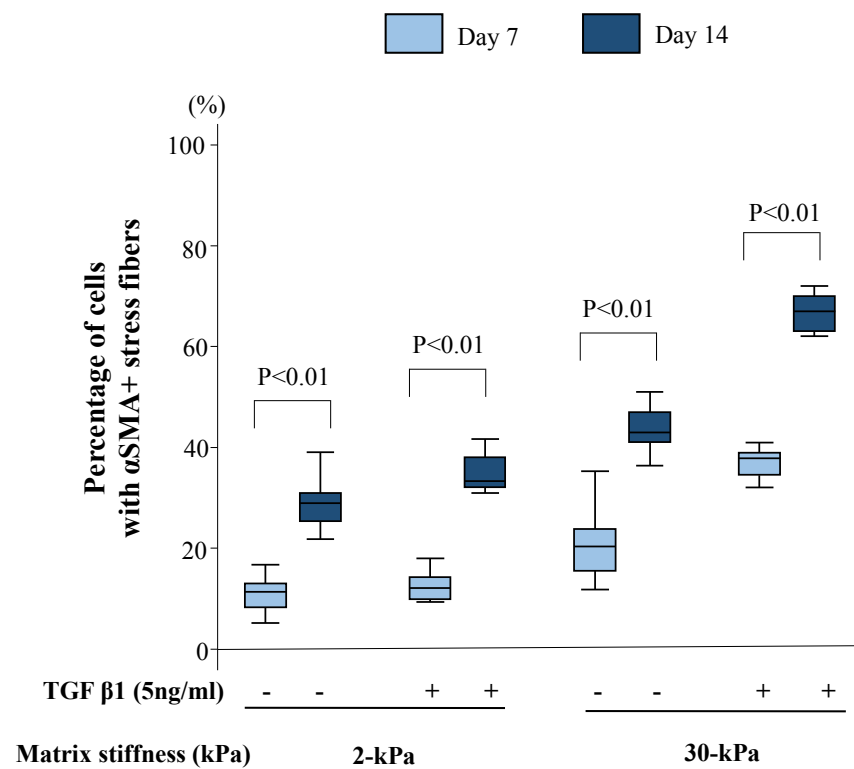 Day 7
Day 14
(%)
100
80
60
40
20
0
Percentage of cells
with αSMA+ stress fibers
P<0.01
P<0.01
P<0.01
P<0.01
TGF β1 (5ng/ml) - - + + - - + +
Matrix stiffness (kPa) 2-kPa 30-kPa